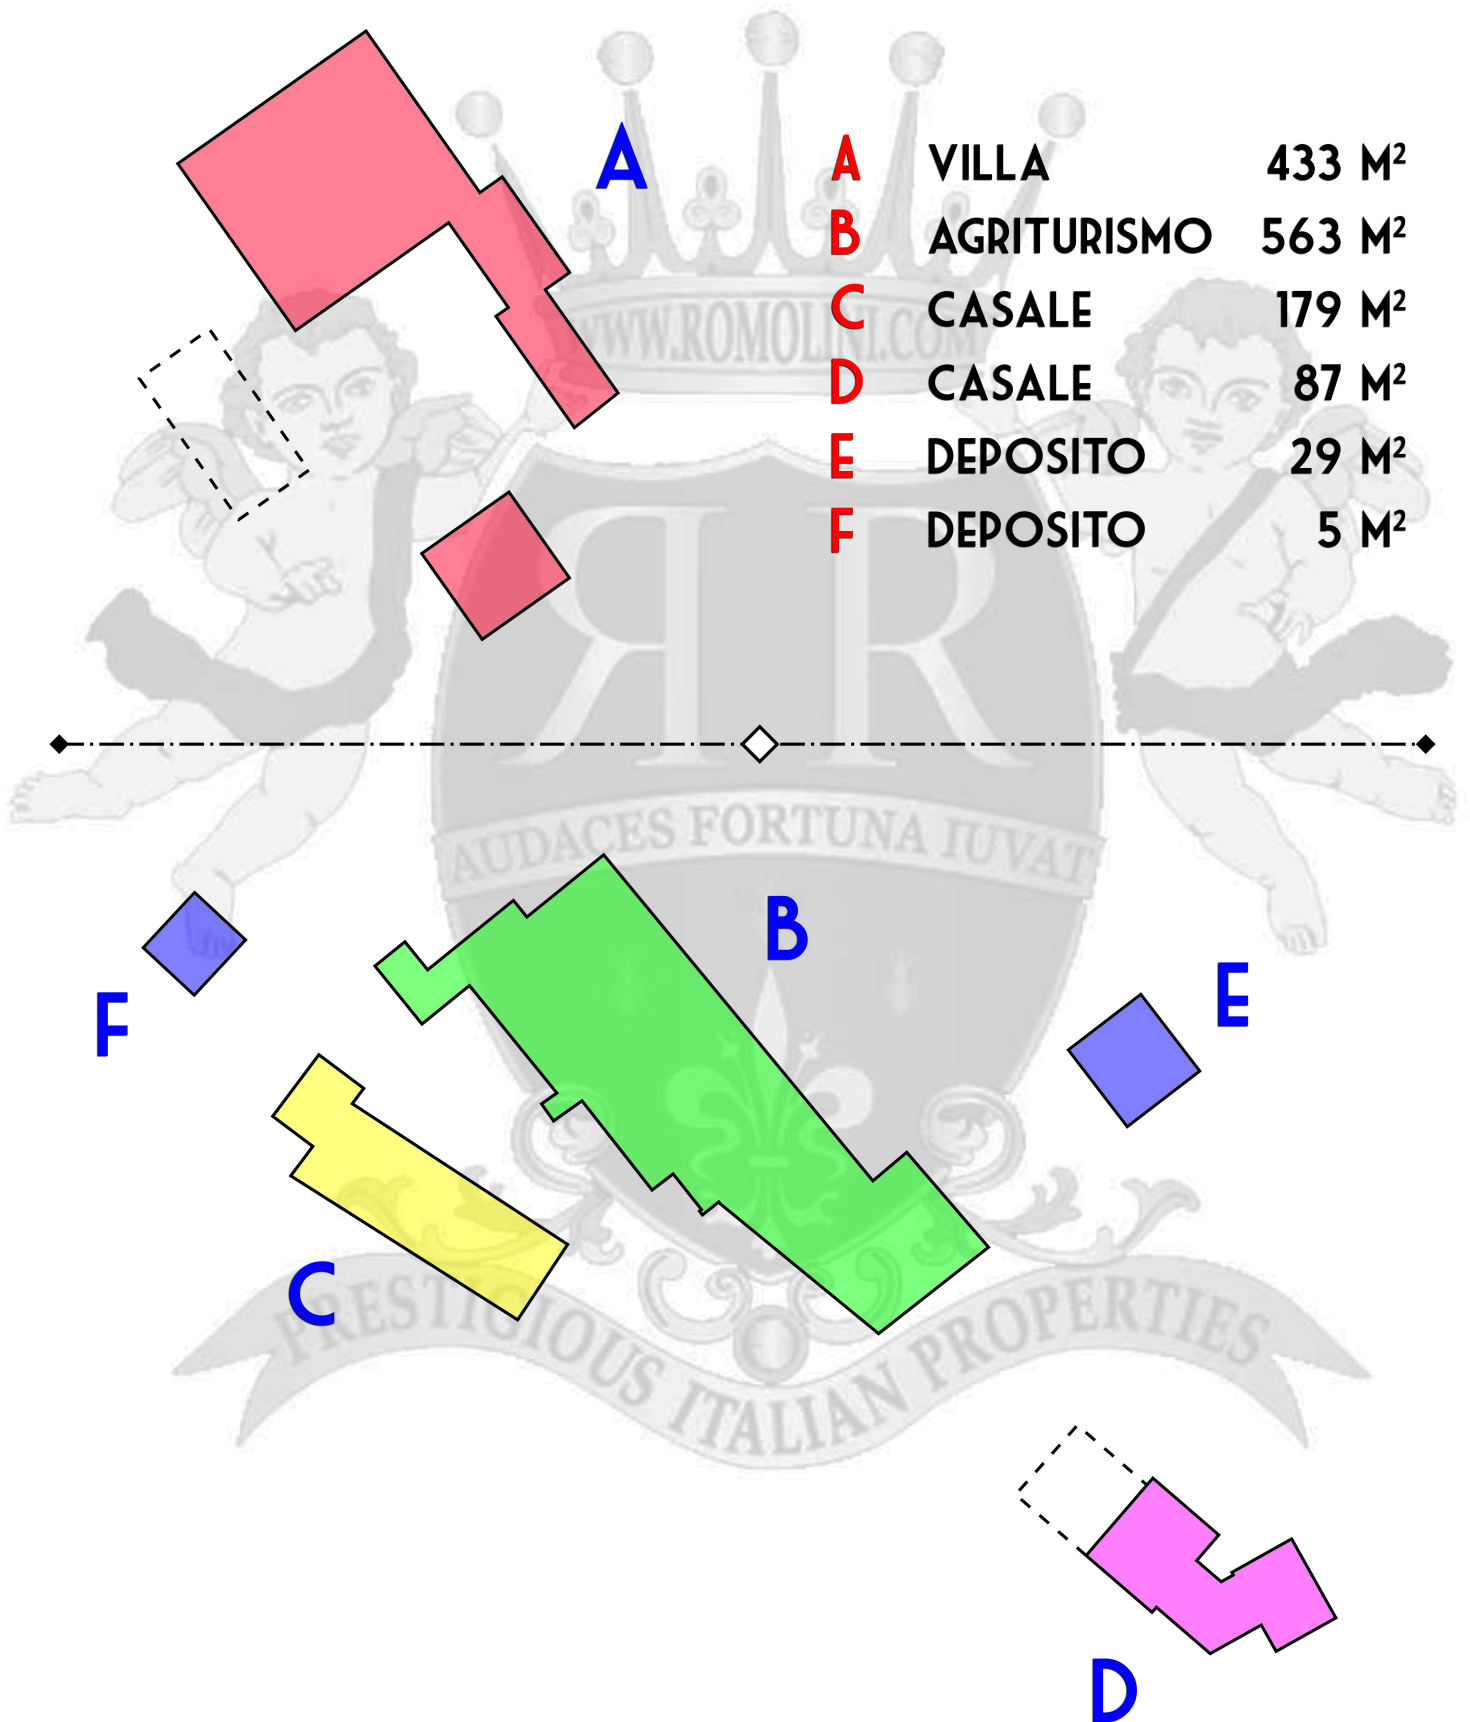 A
A VILLA 433 M²
B AGRITURISMO 563 M²
C CASALE 179 M²
D CASALE 87 M²
E DEPOSITO 29 M²
F DEPOSITO 5 M²
WWW.ROMOLINI.COM
R R
AUDACES FORTUNA IUVAT
B
E
F
C
PRESTIGIOUS ITALIAN PROPERTIES
D